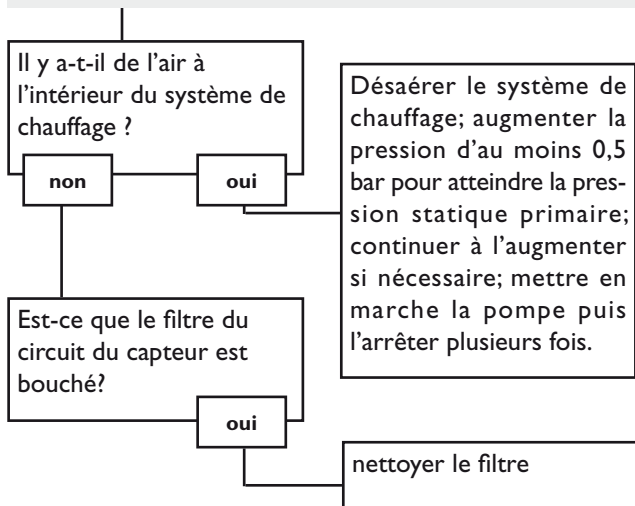 Il y a-t-il de l’air à
l’intérieur du système de
chauffage ?
non
oui
Désaérer le système de
chauffage; augmenter la
pression d’au moins 0,5
bar pour atteindre la pres-
sion statique primaire;
continuer à l’augmenter
si nécessaire; mettre en
marche la pompe puis
l’arrêter plusieurs fois.
Est-ce que le filtre du
circuit du capteur est
bouché?
oui
nettoyer le filtre